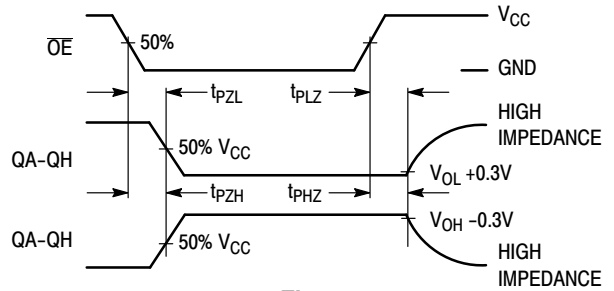 OE
50%
VCC
GND
tPZL
tPLZ
HIGH
IMPEDANCE
QA–QH
50% VCC
VOL +0.3V
tPZH
tPHZ
VOH –0.3V
QA–QH
50% VCC
HIGH
IMPEDANCE